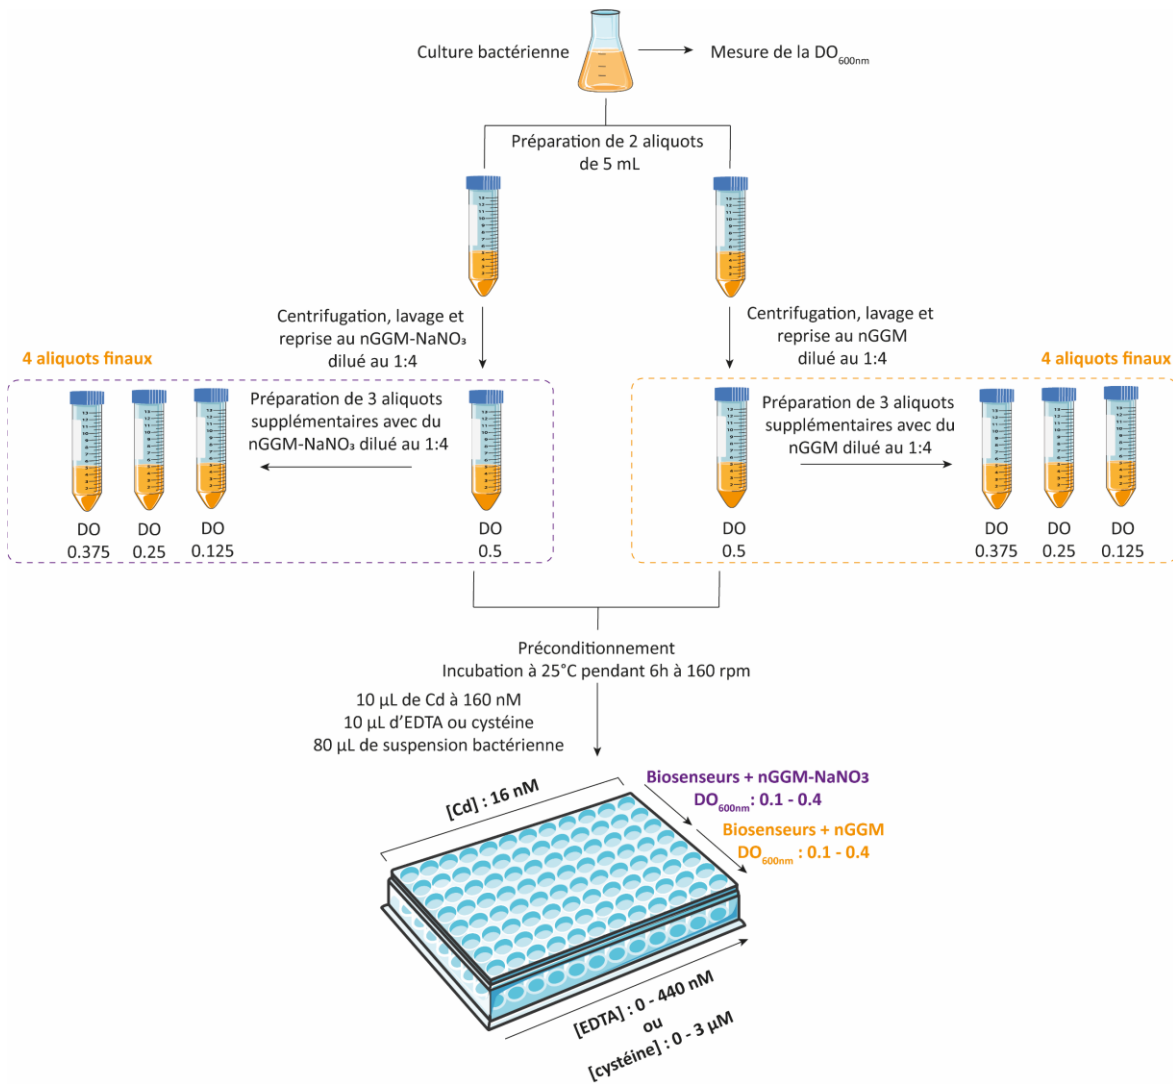 Culture bactérienne
Mesure de la DO600nm
Préparation de 2 aliquots
de 5 mL
Centrifugation, lavage et
reprise au nGGM-NaNO₃
dilué au 1:4
Centrifugation, lavage et
reprise au nGGM
dilué au 1:4
4 aliquots finaux
4 aliquots finaux
Préparation de 3 aliquots
supplémentaires avec du
nGGM-NaNO₃ dilué au 1:4
Préparation de 3 aliquots
supplémentaires avec du
nGGM dilué au 1:4
DO
0.375
DO
0.25
DO
0.125
DO
0.5
DO
0.5
DO
0.375
DO
0.25
DO
0.125
Préconditionnement
Incubation à 25°C pendant 6h à 160 rpm
10 µL de Cd à 160 nM
10 µL d'EDTA ou cystéine
80 µL de suspension bactérienne
[Cd] : 16 nM
Biosenseurs + nGGM-NaNO₃
DO600nm : 0.1 - 0.4
Biosenseurs + nGGM
DO600nm : 0.1 - 0.4
[EDTA] : 0 - 440 nM
ou
[cystéine] : 0 - 3 µM